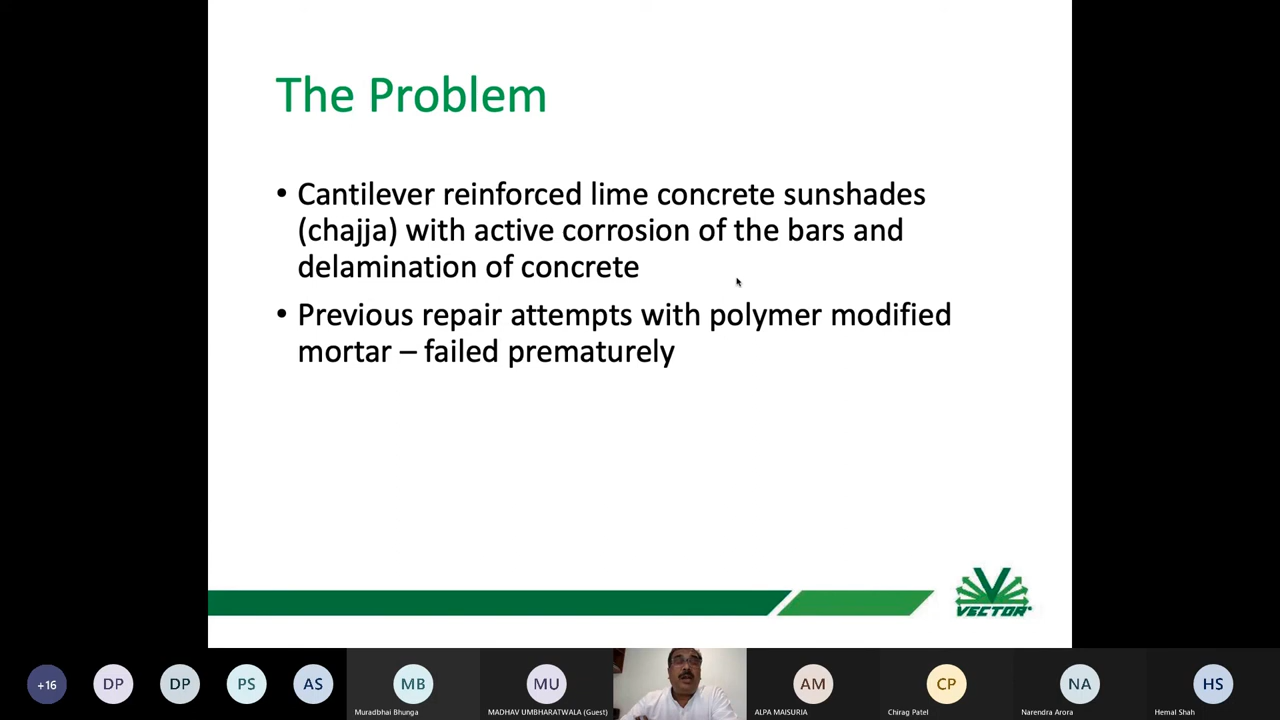 The Problem
• Cantilever reinforced lime concrete sunshades
(chajja) with active corrosion of the bars and
delamination of concrete
• Previous repair attempts with polymer modified
mortar – failed prematurely
V
VECTOR
+16
DP
DP
PS
AS
MB
MU
AM
CP
NA
HS
Muradbhai Bhunga
MADHAV UMBHARATWALA (Guest)
ALPA MAISURIA
Chirag Patel
Narendra Arora
Hemal Shah